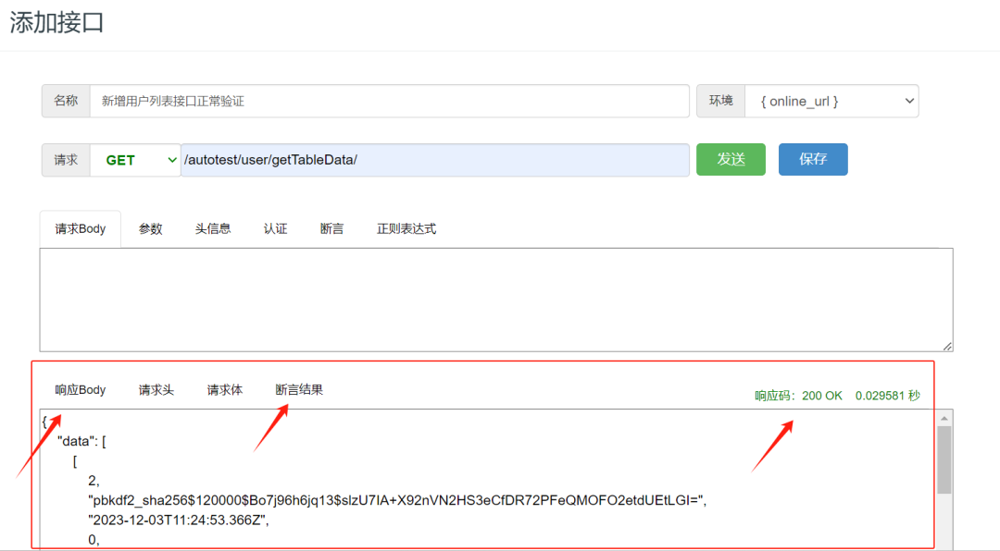 添加接口
名称 新增用户列表接口正常验证 环境 { online_url }
请求 GET /autotest/user/getTableData/ 发送 保存
请求Body 参数 头信息 认证 断言 正则表达式
响应Body 请求头 请求体 断言结果 响应码：200 OK 0.029581 秒
{
"data": [
[
2,
"pbkdf2_sha256$120000$Bo7j96h6jq13$slzU7IA+X92nVN2HS3eCfDR72PFeQMOFO2etdUEtLGI=",
"2023-12-03T11:24:53.366Z",
0,